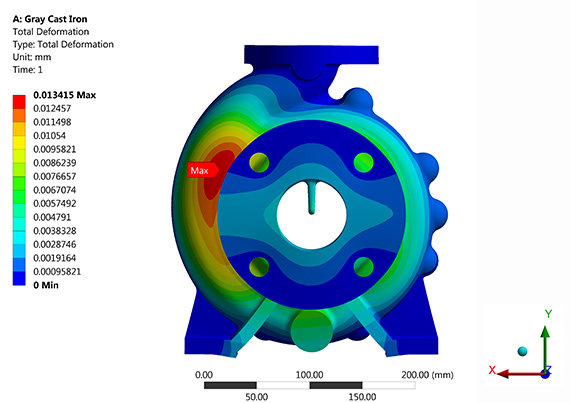 A: Gray Cast Iron
Total Deformation
Type: Total Deformation
Unit: mm
Time: 1
0.013415 Max
0.012457
0.011498
0.01054
0.0095821
0.0086239
0.0076657
0.0067074
0.0057492
0.004791
0.0038328
0.0028746
0.0019164
0.00095821
0 Min
Max
0.00 100.00 200.00 (mm)
50.00 150.00
Y
X Z